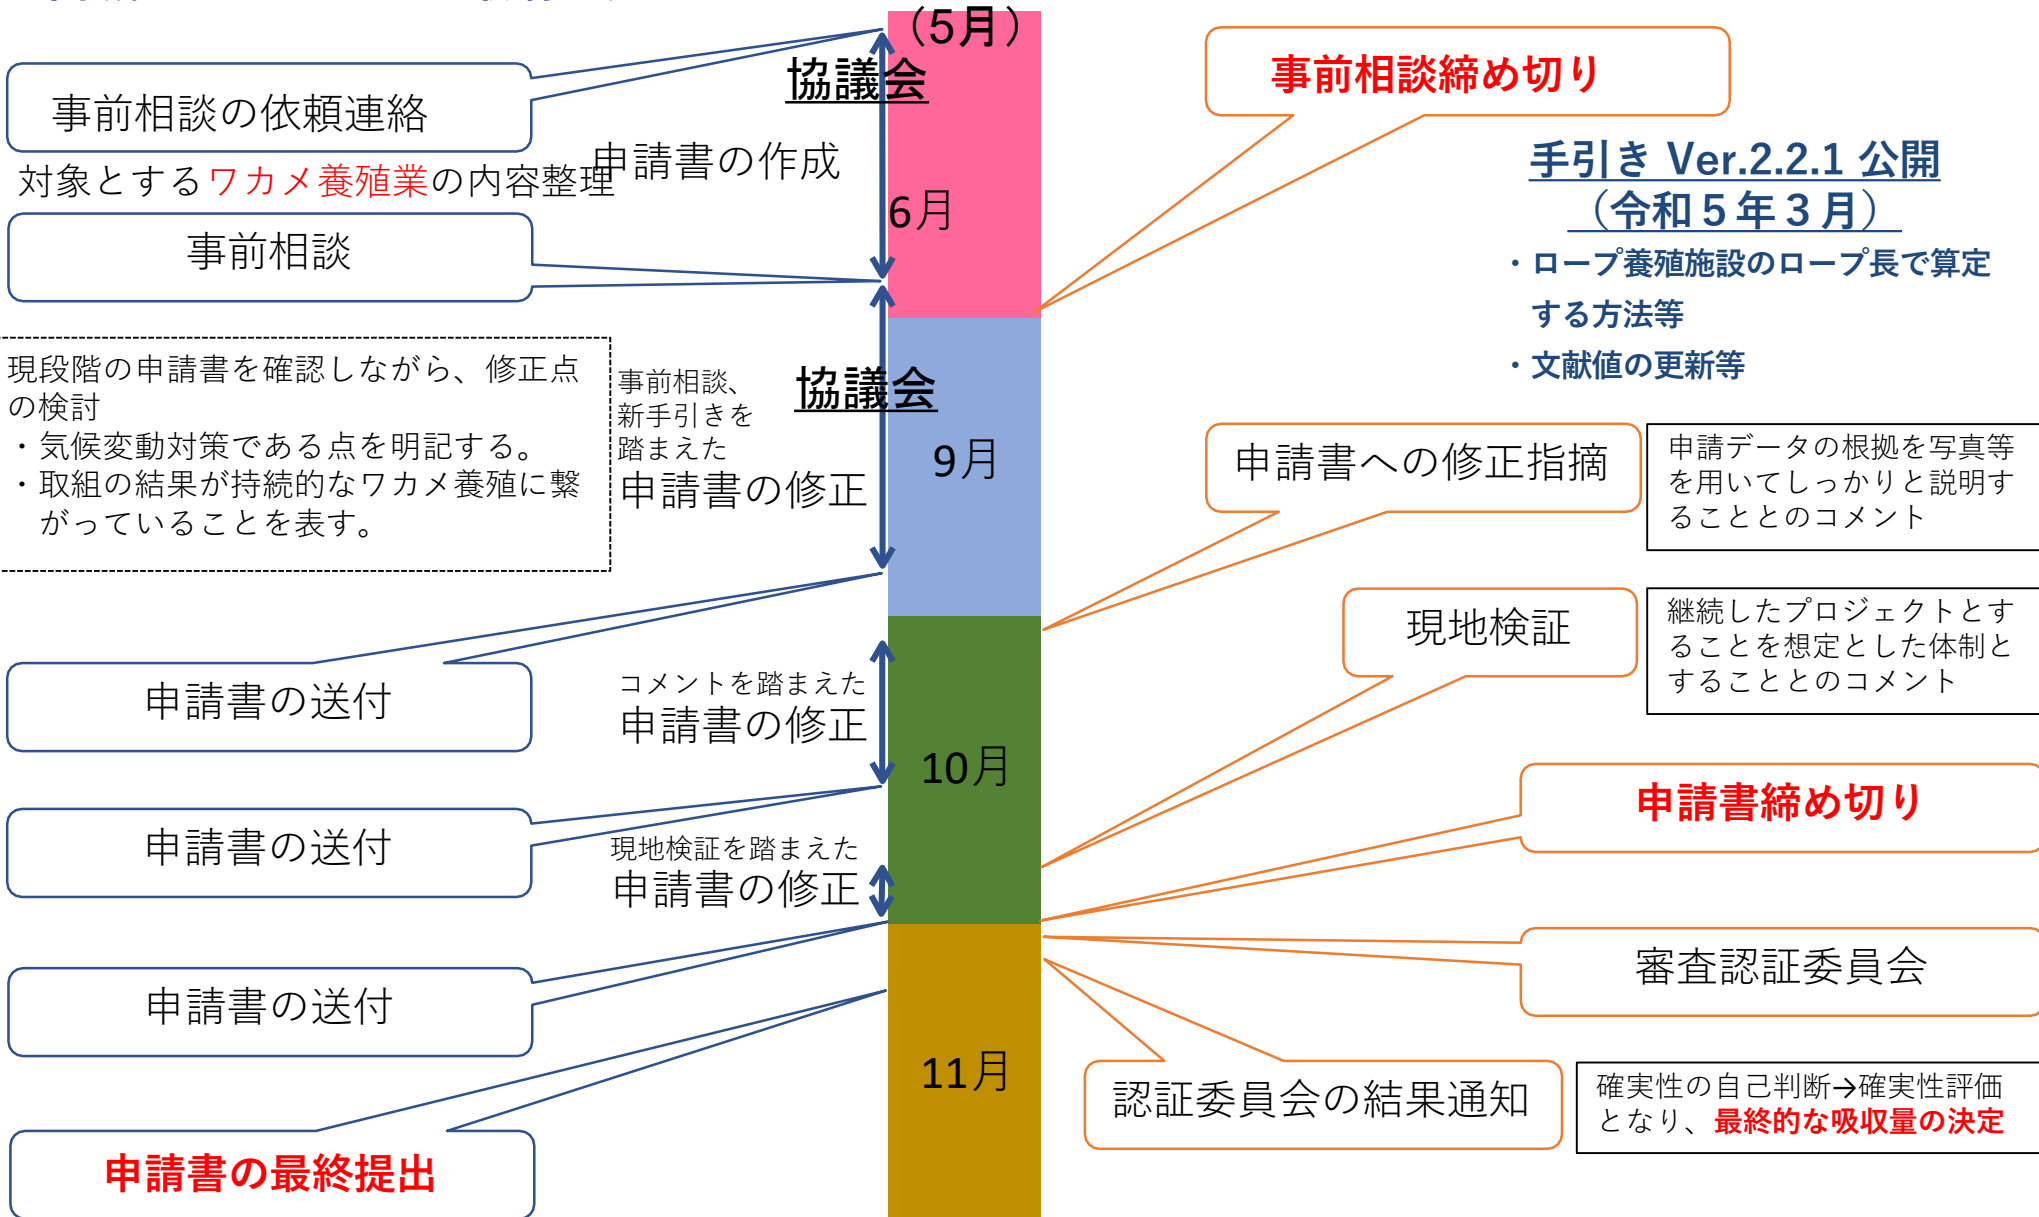 （5月）
協議会
事前相談の依頼連絡
申請書の作成
対象とするワカメ養殖業の内容整理
6月
事前相談
事前相談締め切り
手引き Ver.2.2.1 公開
（令和５年３月）
・ロープ養殖施設のロープ長で算定
する方法等
・文献値の更新等
現段階の申請書を確認しながら、修正点
の検討
・気候変動対策である点を明記する。
・取組の結果が持続的なワカメ養殖に繋
がっていることを表す。
事前相談、
新手引きを
踏まえた
申請書の修正
協議会
9月
申請書への修正指摘
申請データの根拠を写真等
を用いてしっかりと説明す
ることとのコメント
現地検証
継続したプロジェクトとす
ることを想定とした体制と
することとのコメント
申請書の送付
コメントを踏まえた
申請書の修正
10月
申請書締め切り
申請書の送付
現地検証を踏まえた
申請書の修正
審査認証委員会
申請書の送付
11月
認証委員会の結果通知
確実性の自己判断→確実性評価
となり、最終的な吸収量の決定
申請書の最終提出